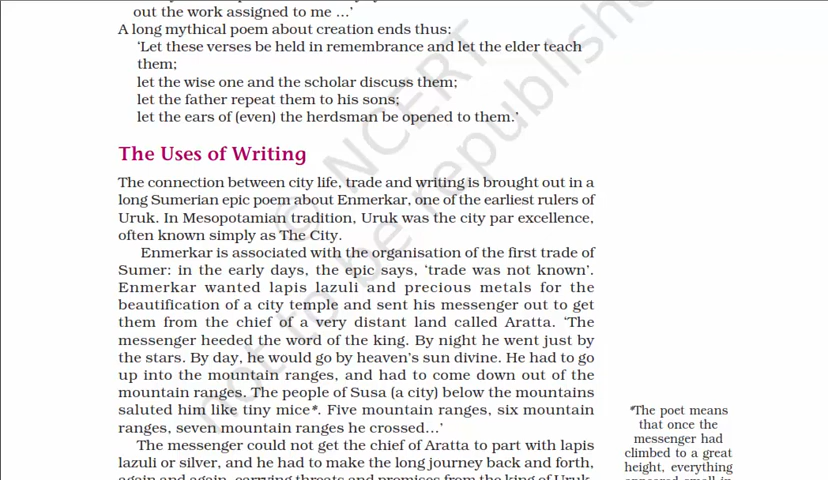 out the work assigned to me ...'
A long mythical poem about creation ends thus:
'Let these verses be held in remembrance and let the elder teach
them;
let the wise one and the scholar discuss them;
let the father repeat them to his sons;
let the ears of (even) the herdsman be opened to them.'
The Uses of Writing
The connection between city life, trade and writing is brought out in a
long Sumerian epic poem about Enmerkar, one of the earliest rulers of
Uruk. In Mesopotamian tradition, Uruk was the city par excellence,
often known simply as The City.
Enmerkar is associated with the organisation of the first trade of
Sumer: in the early days, the epic says, 'trade was not known'.
Enmerkar wanted lapis lazuli and precious metals for the
beautification of a city temple and sent his messenger out to get
them from the chief of a very distant land called Aratta. 'The
messenger heeded the word of the king. By night he went just by
the stars. By day, he would go by heaven's sun divine. He had to go
up into the mountain ranges, and had to come down out of the
mountain ranges. The people of Susa (a city) below the mountains
saluted him like tiny mice*. Five mountain ranges, six mountain
ranges, seven mountain ranges he crossed...'
The messenger could not get the chief of Aratta to part with lapis
lazuli or silver, and he had to make the long journey back and forth,
again and again, carrying threats and promises from the king of Uruk.
*The poet means
that once the
messenger had
climbed to a great
height, everything
appeared small in
© NCERT
not to be republished